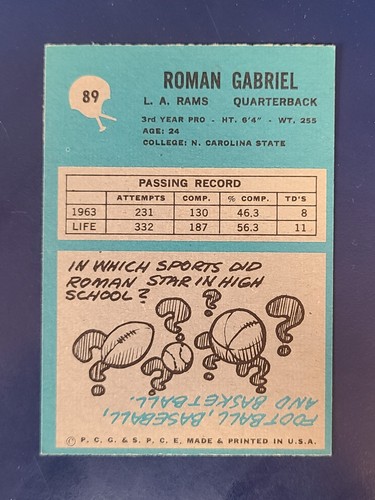 89
ROMAN GABRIEL
L. A. RAMS QUARTERBACK
3rd YEAR PRO - HT. 6'4" - WT. 255
AGE: 24
COLLEGE: N. CAROLINA STATE
PASSING RECORD
ATTEMPTS COMP. % COMP. TD'S
1963 231 130 46.3 8
LIFE 332 187 56.3 11
IN WHICH SPORTS DID
ROMAN STAR IN HIGH
SCHOOL?
FOOTBALL, BASEBALL,
AND BASKETBALL.
© P. C. G. & S. P. C. E. MADE & PRINTED IN U.S.A.